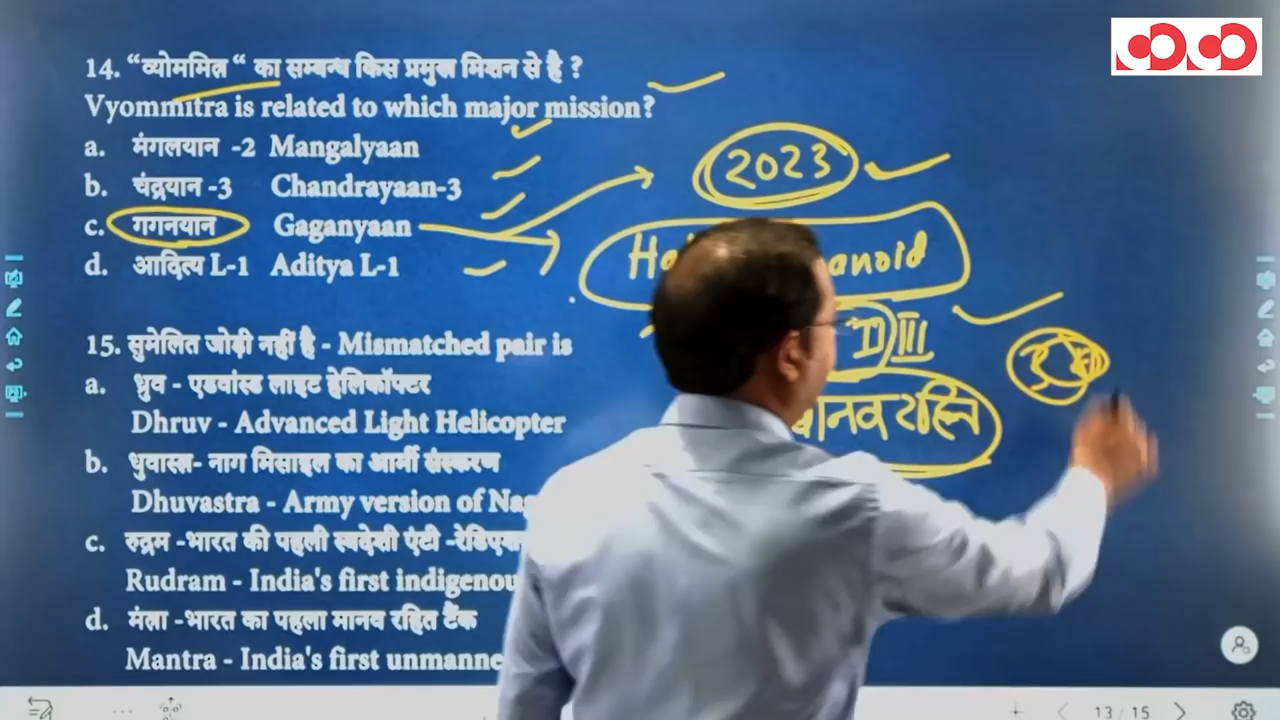 14. “व्योममित्र “ का सम्बन्ध किस प्रमुख मिशन से है ?
Vyommitra is related to which major mission?
a. मंगलयान -2 Mangalyaan
b. चंद्रयान -3 Chandrayaan-3
c. गगनयान Gaganyaan
d. आदित्य L-1 Aditya L-1
2023
anoid
III
15. सुमेलित जोड़ी नहीं है - Mismatched pair is
a. ध्रुव - एडवांस्ड लाइट हेलिकॉप्टर
Dhruv - Advanced Light Helicopter
b. धुवास्त्र- नाग मिसाइल का आर्मी संस्करण
Dhuvastra - Army version of Na
c. रुद्रम -भारत की पहली स्वदेशी एंटी -रेडिए
Rudram - India's first indigenou
d. मंत्रा -भारत का पहला मानव रहित टैंक
Mantra - India's first unmanne
13 / 15